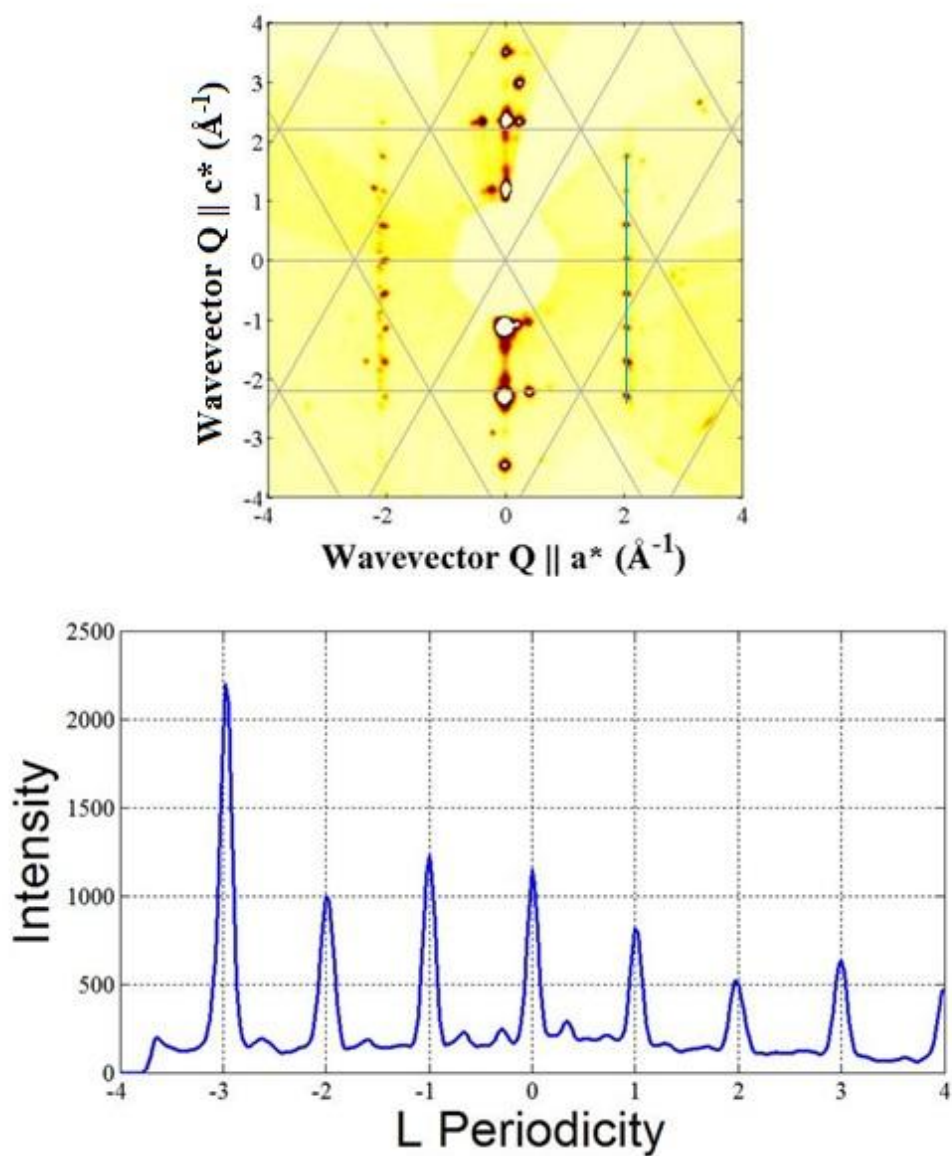 4
3
2
1
0
-1
-2
-3
-4
Wavevector Q || c* (Å-1)
-4 -2 0 2 4
Wavevector Q || a* (Å-1)
2500
2000
1500
1000
500
0
Intensity
-4 -3 -2 -1 0 1 2 3 4
L Periodicity